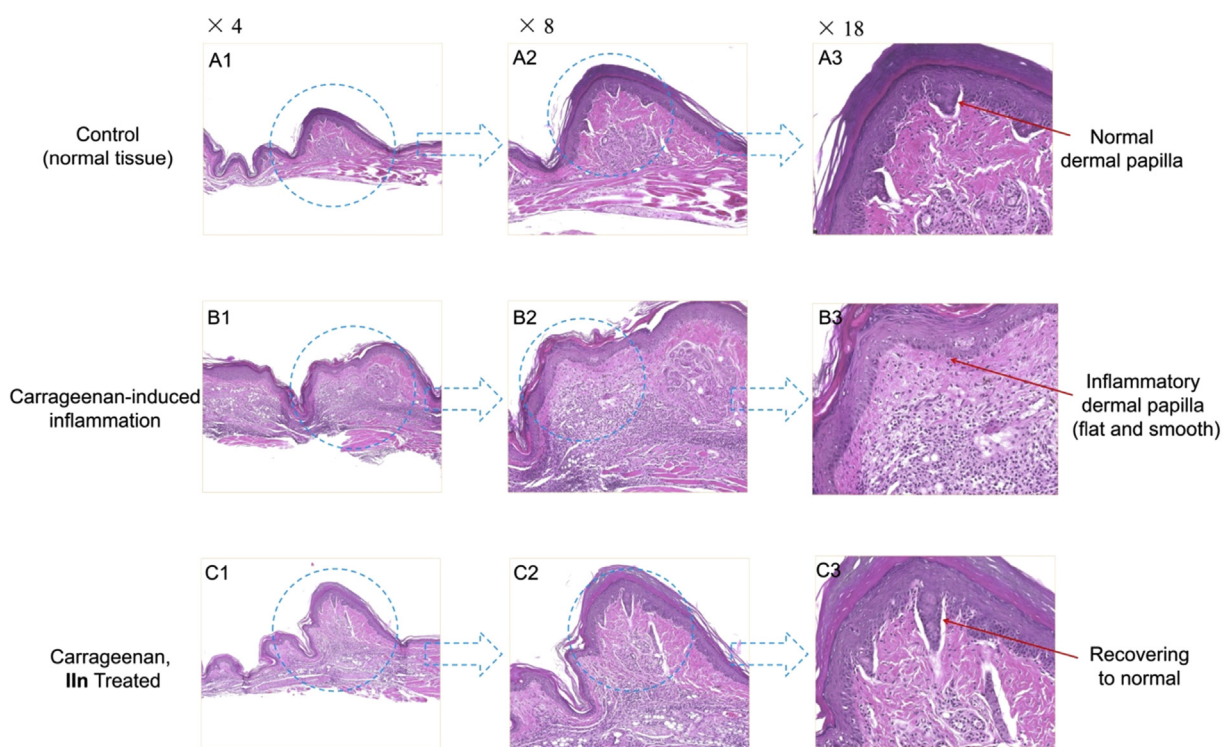 × 4
× 8
× 18
A1
A2
A3
Control
(normal tissue)
Normal
dermal papilla
B1
B2
B3
Carrageenan-induced
inflammation
Inflammatory
dermal papilla
(flat and smooth)
C1
C2
C3
Carrageenan,
IIn Treated
Recovering
to normal